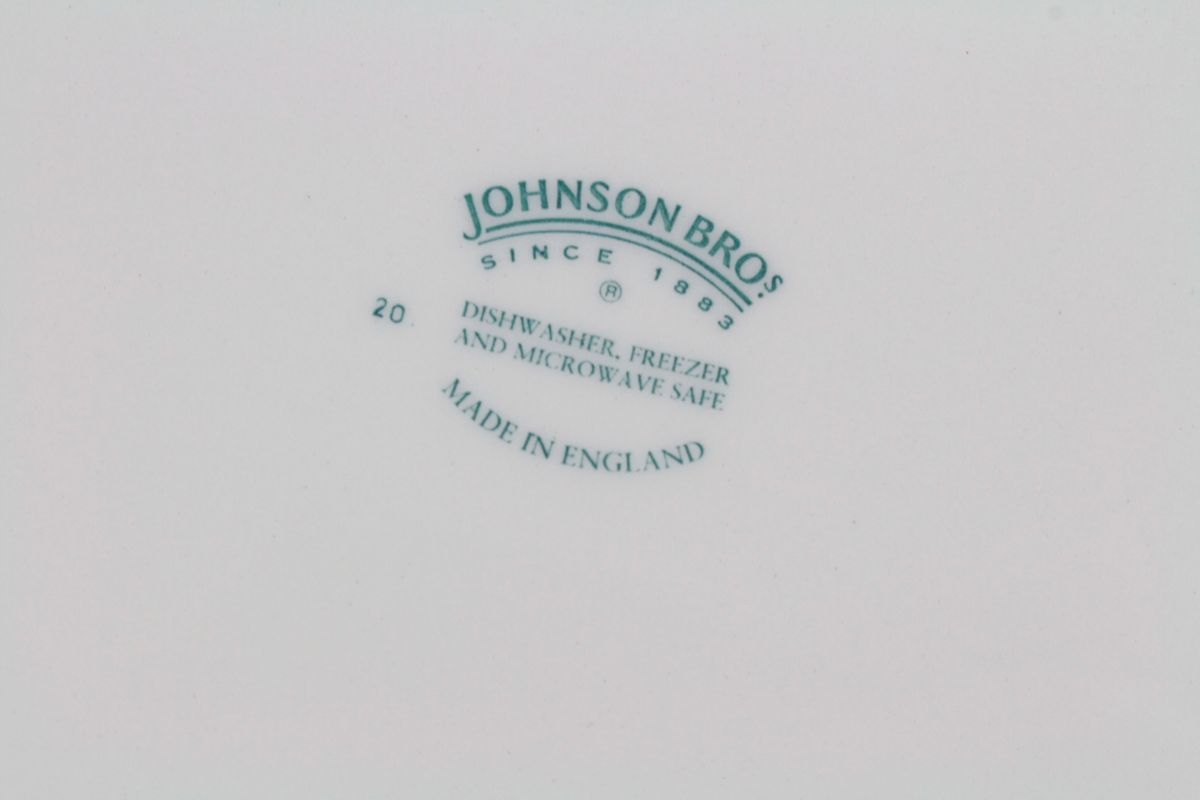 JOHNSON BROS.
SINCE 1883
®
20
DISHWASHER, FREEZER
AND MICROWAVE SAFE
MADE IN ENGLAND